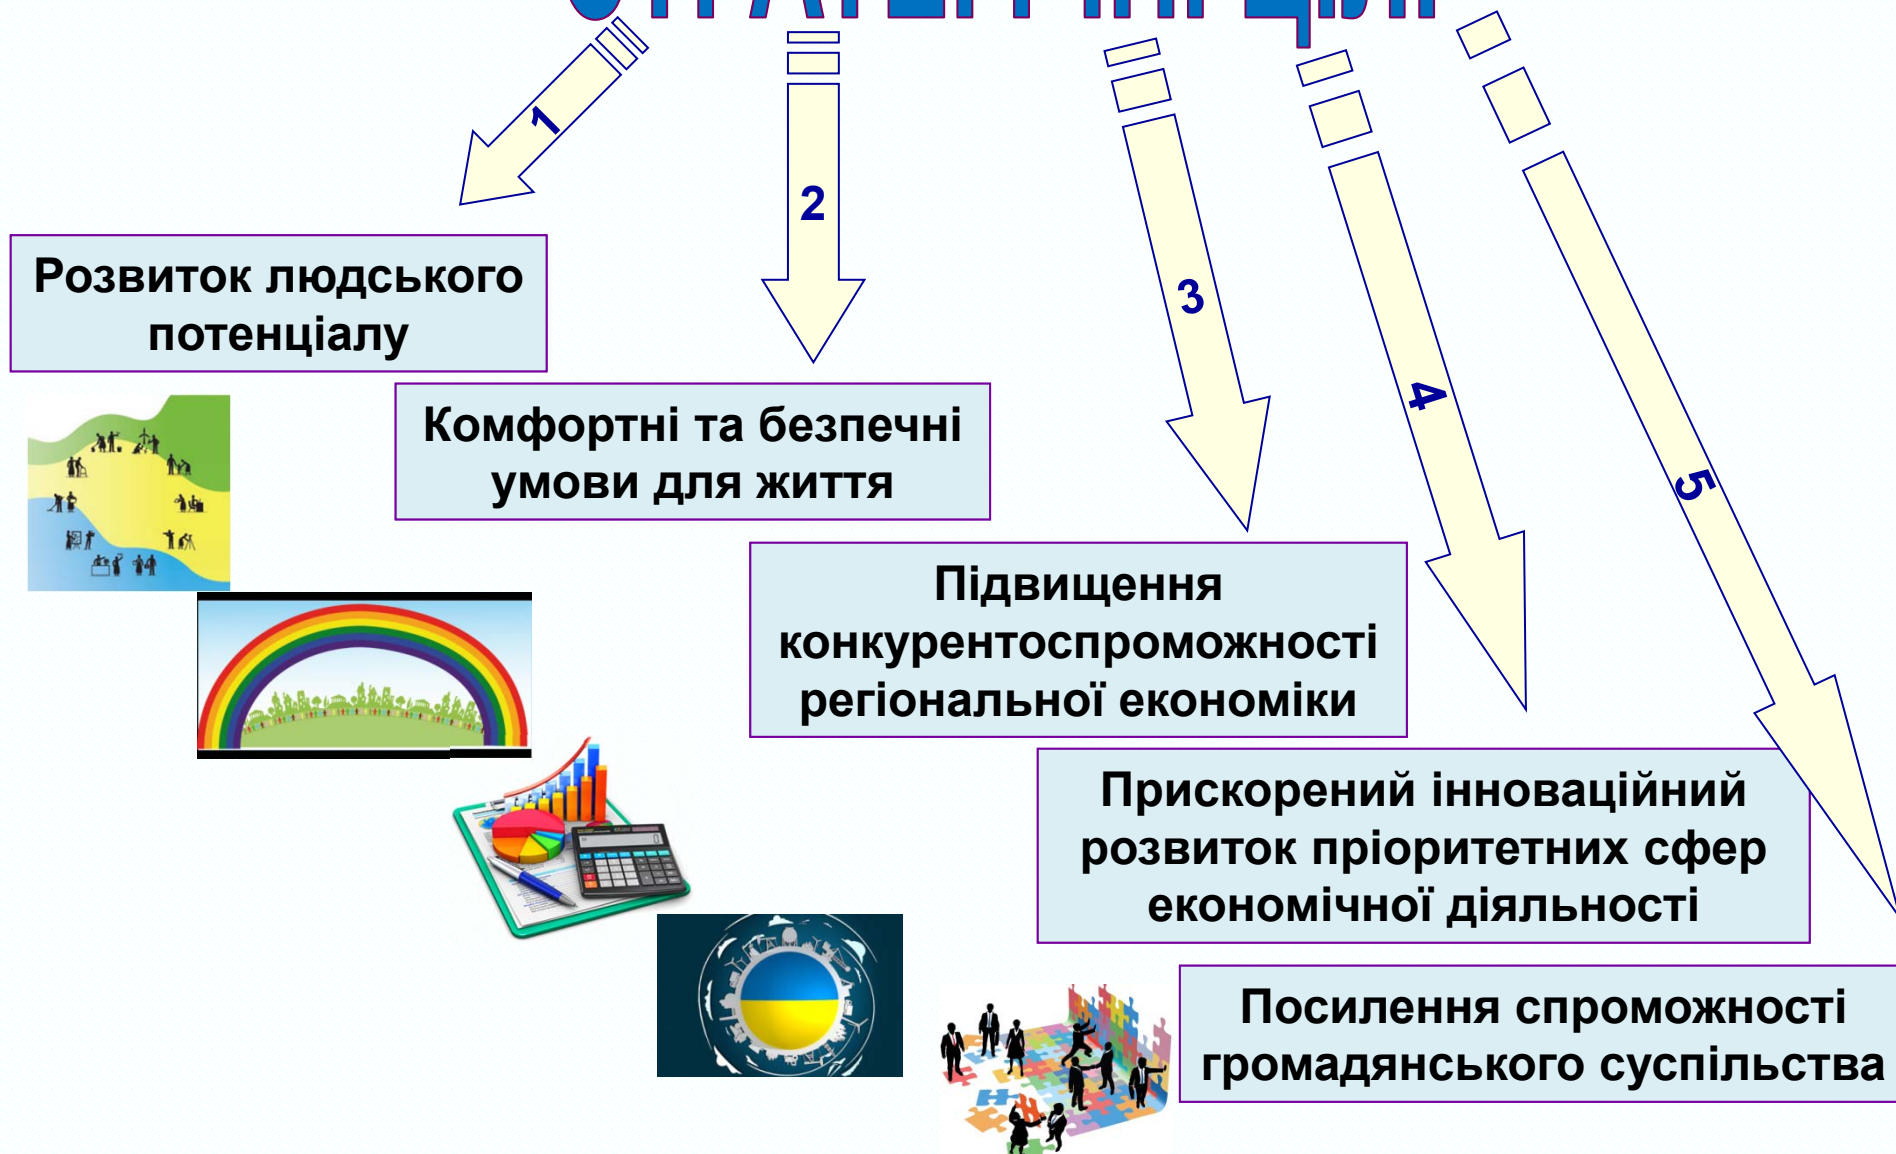 1
2
3
4
5
Розвиток людського
потенціалу
Комфортні та безпечні
умови для життя
Підвищення
конкурентоспроможності
регіональної економіки
Прискорений інноваційний
розвиток пріоритетних сфер
економічної діяльності
Посилення спроможності
громадянського суспільства